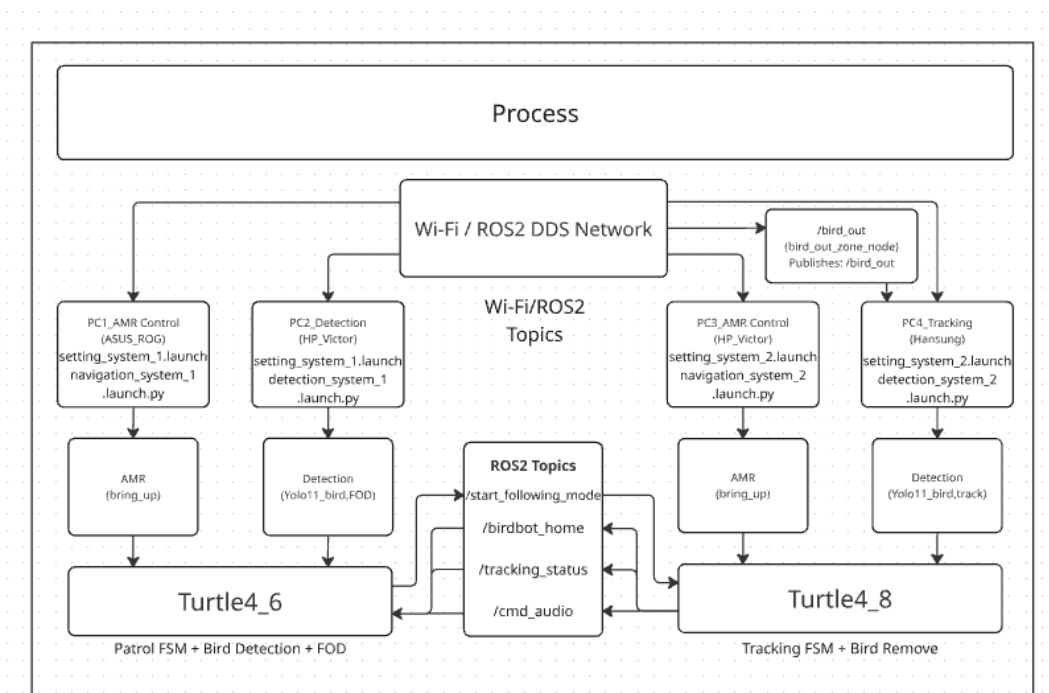 Process
Wi-Fi / ROS2 DDS Network
/bird_out
(bird_out_zone_node)
Publishes: /bird_out
Wi-Fi/ROS2
Topics
PC1_AMR Control
(ASUS_ROG)
setting_system_1.launch
navigation_system_1
.launch.py
PC2_Detection
(HP_Victor)
setting_system_1.launch
detection_system_1
.launch.py
PC3_AMR Control
(HP_Victor)
setting_system_2.launch
navigation_system_2
.launch.py
PC4_Tracking
(Hansung)
setting_system_2.launch
detection_system_2
.launch.py
AMR
(bring_up)
Detection
(Yolo11_bird,FOD)
ROS2 Topics
/start_following_mode
/birdbot_home
/tracking_status
/cmd_audio
AMR
(bring_up)
Detection
(Yolo11_bird,track)
Turtle4_6
Turtle4_8
Patrol FSM + Bird Detection + FOD
Tracking FSM + Bird Remove